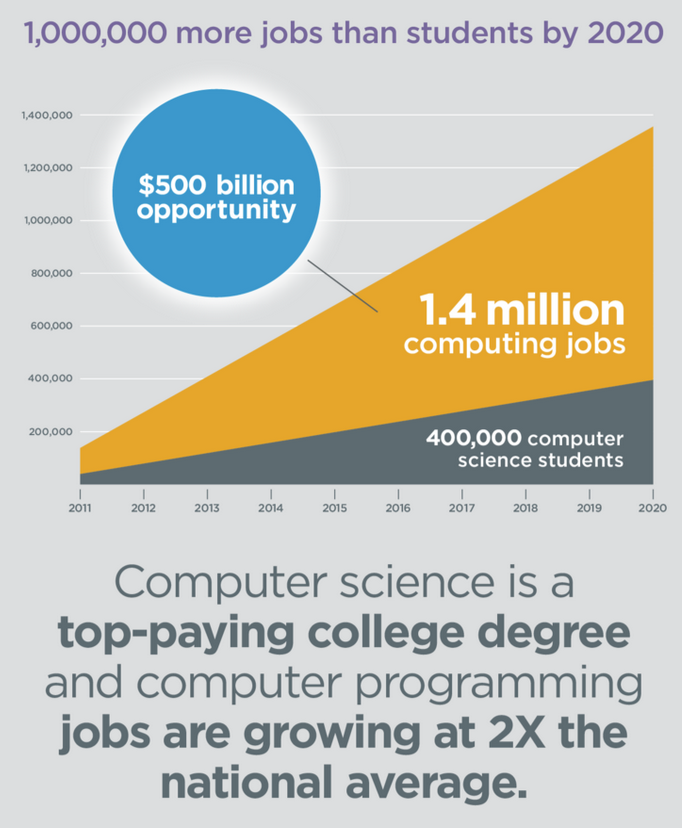 1,000,000 more jobs than students by 2020
1,400,000
1,200,000
1,000,000
800,000
600,000
400,000
200,000
$500 billion
opportunity
1.4 million
computing jobs
400,000 computer
science students
2011 2012 2013 2014 2015 2016 2017 2018 2019 2020
Computer science is a
top-paying college degree
and computer programming
jobs are growing at 2X the
national average.